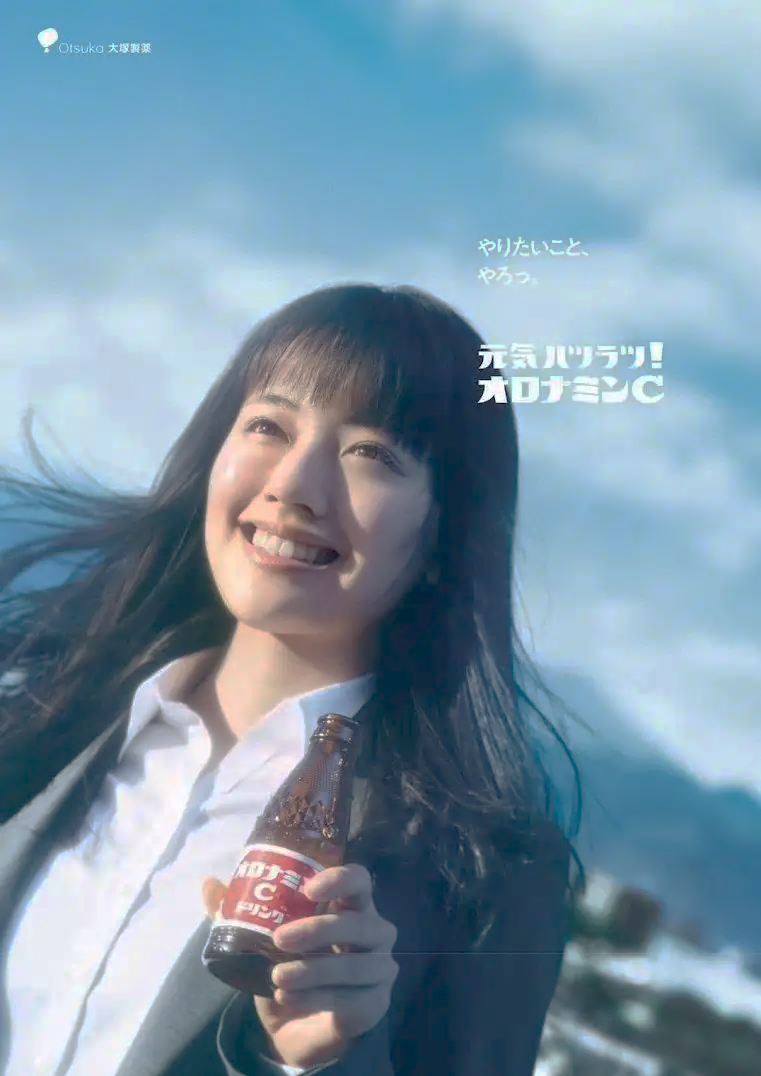 Otsuka 大塚製薬
やりたいこと、
やろっ。
元気ハツラツ!
オロナミンC
オロナミン
C
ドリンク